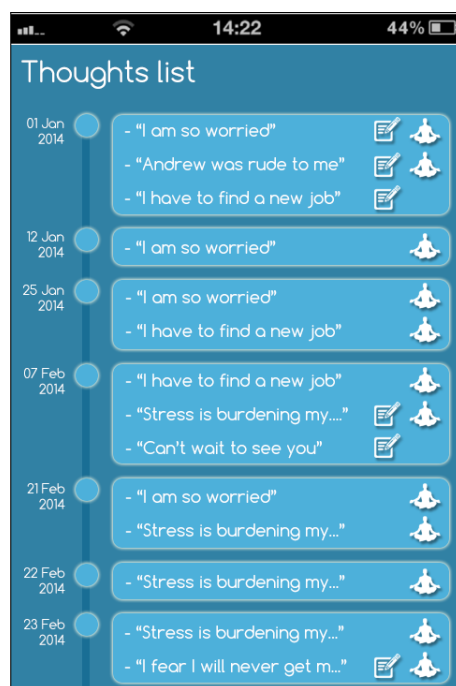 14:22
44%
Thoughts list
01 Jan
2014
- “I am so worried”
- “Andrew was rude to me”
- “I have to find a new job”
12 Jan
2014
- “I am so worried”
25 Jan
2014
- “I am so worried”
- “I have to find a new job”
07 Feb
2014
- “I have to find a new job”
- “Stress is burdening my....”
- “Can't wait to see you”
21 Feb
2014
- “I am so worried”
- “Stress is burdening my...”
22 Feb
2014
- “Stress is burdening my...”
23 Feb
2014
- “Stress is burdening my...”
- “I fear I will never get m...”